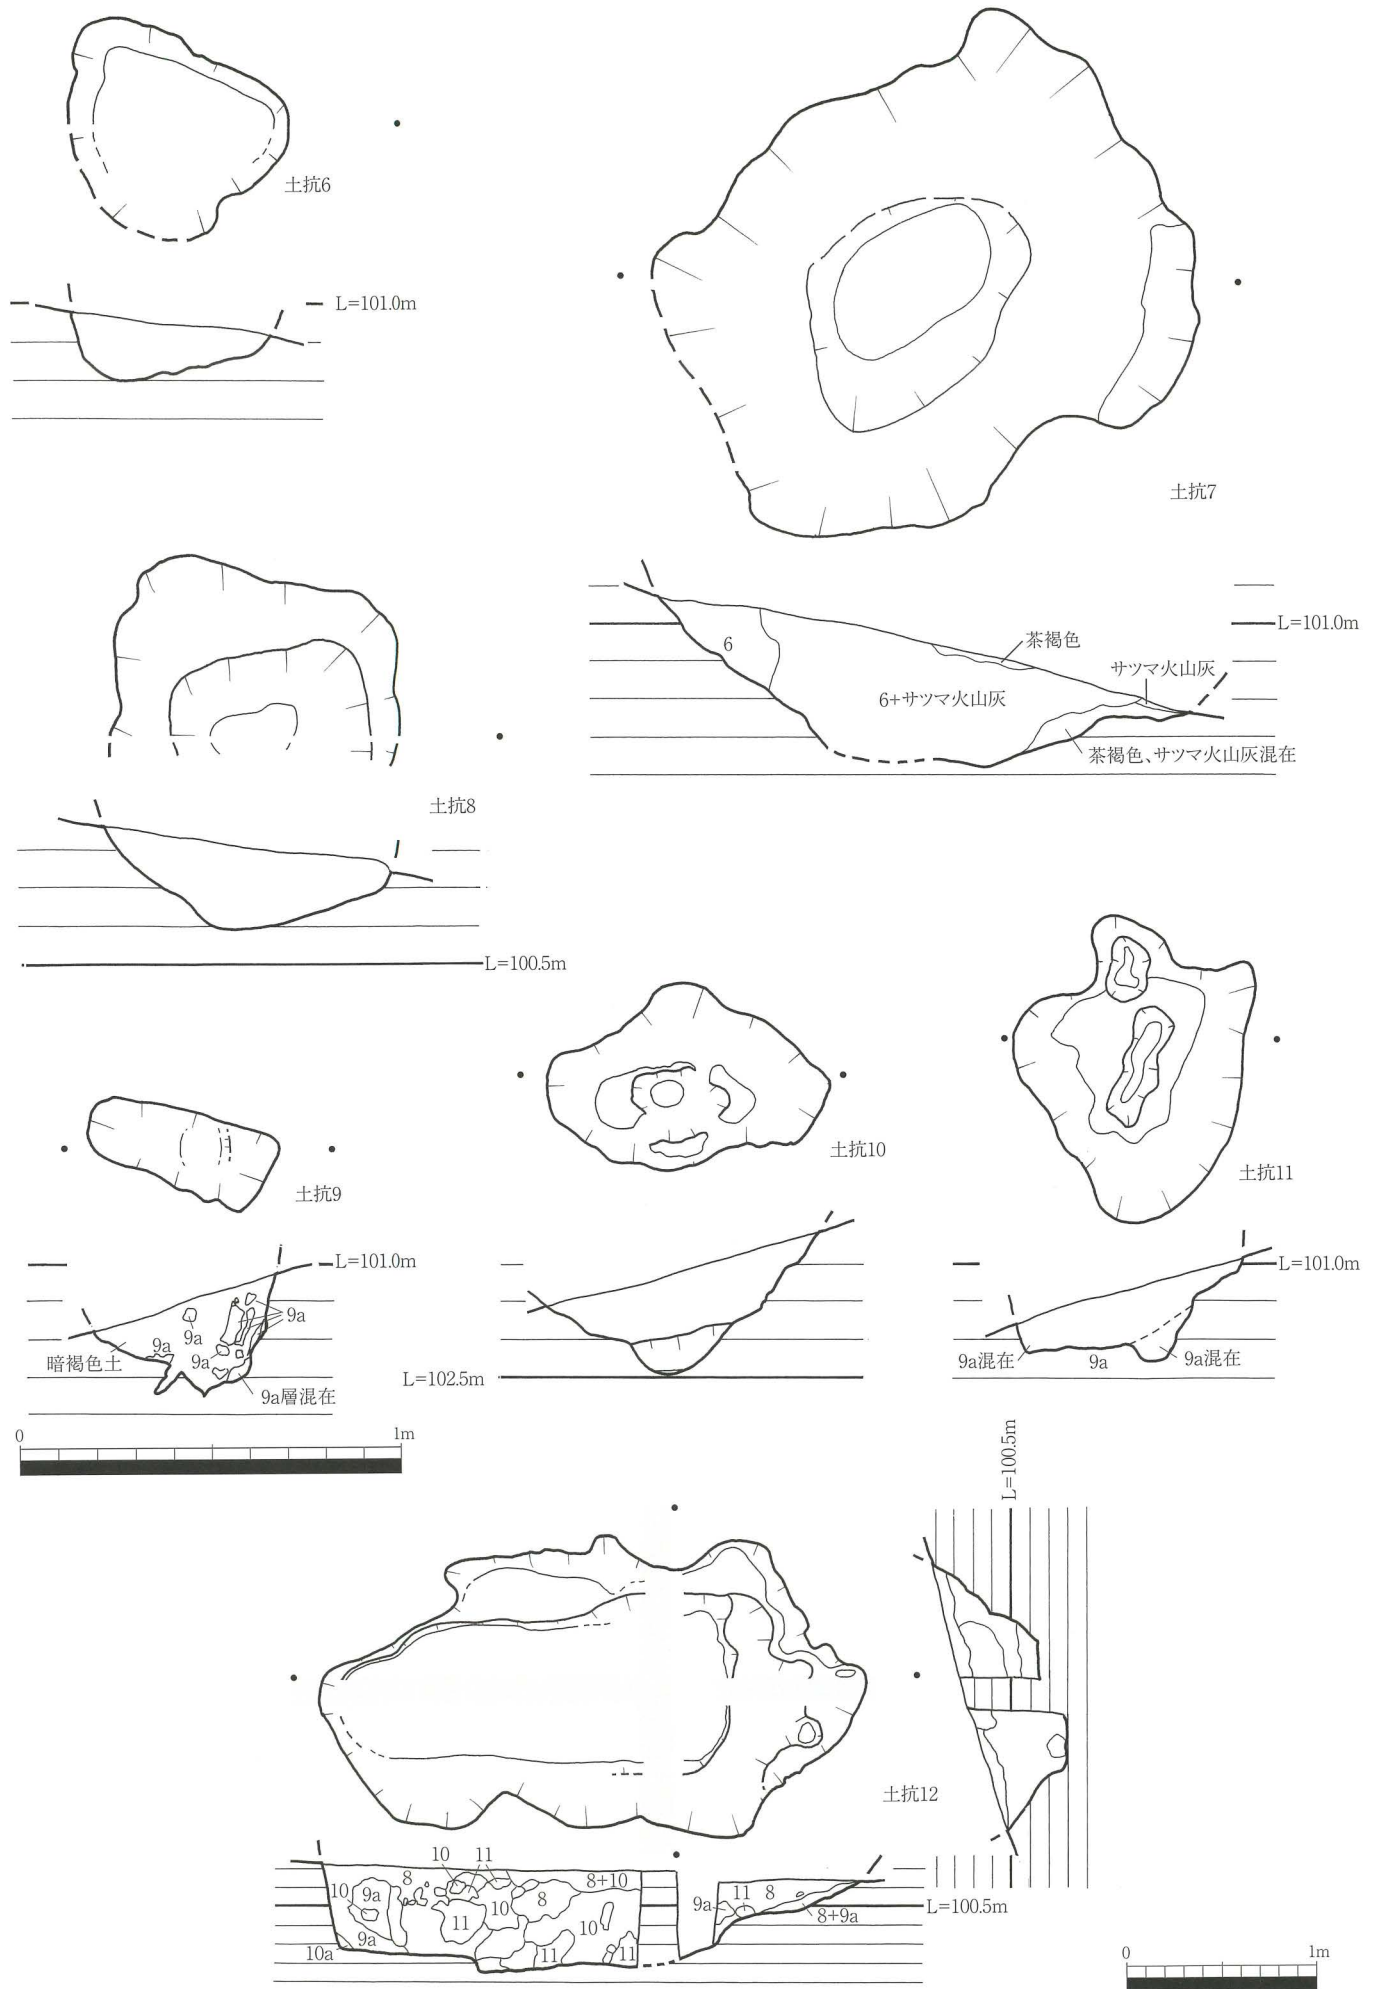 土抗6
L=101.0m
土抗7
L=101.0m
6
茶褐色
サツマ火山灰
6+サツマ火山灰
茶褐色、サツマ火山灰混在
土抗8
L=100.5m
土抗9
L=101.0m
9a
9a
9a
9a
暗褐色土
9a層混在
土抗10
L=102.5m
土抗11
L=101.0m
9a混在
9a
9a混在
0
1m
L=100.5m
土抗12
10
11
8
8+10
10
9a
8
11
10
10
9a
10a
11
11
9a
11
8
8+9a
L=100.5m
0
1m